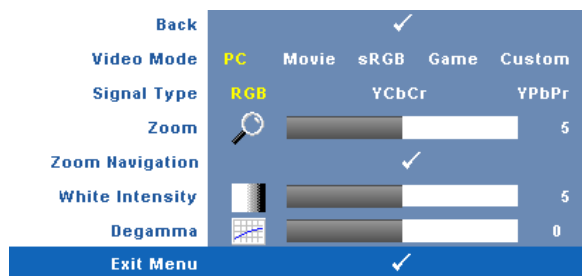 Back
Video Mode PC Movie sRGB Game Custom
Signal Type RGB YCbCr YPbPr
Zoom 5
Zoom Navigation
White Intensity 5
Degamma 0
Exit Menu